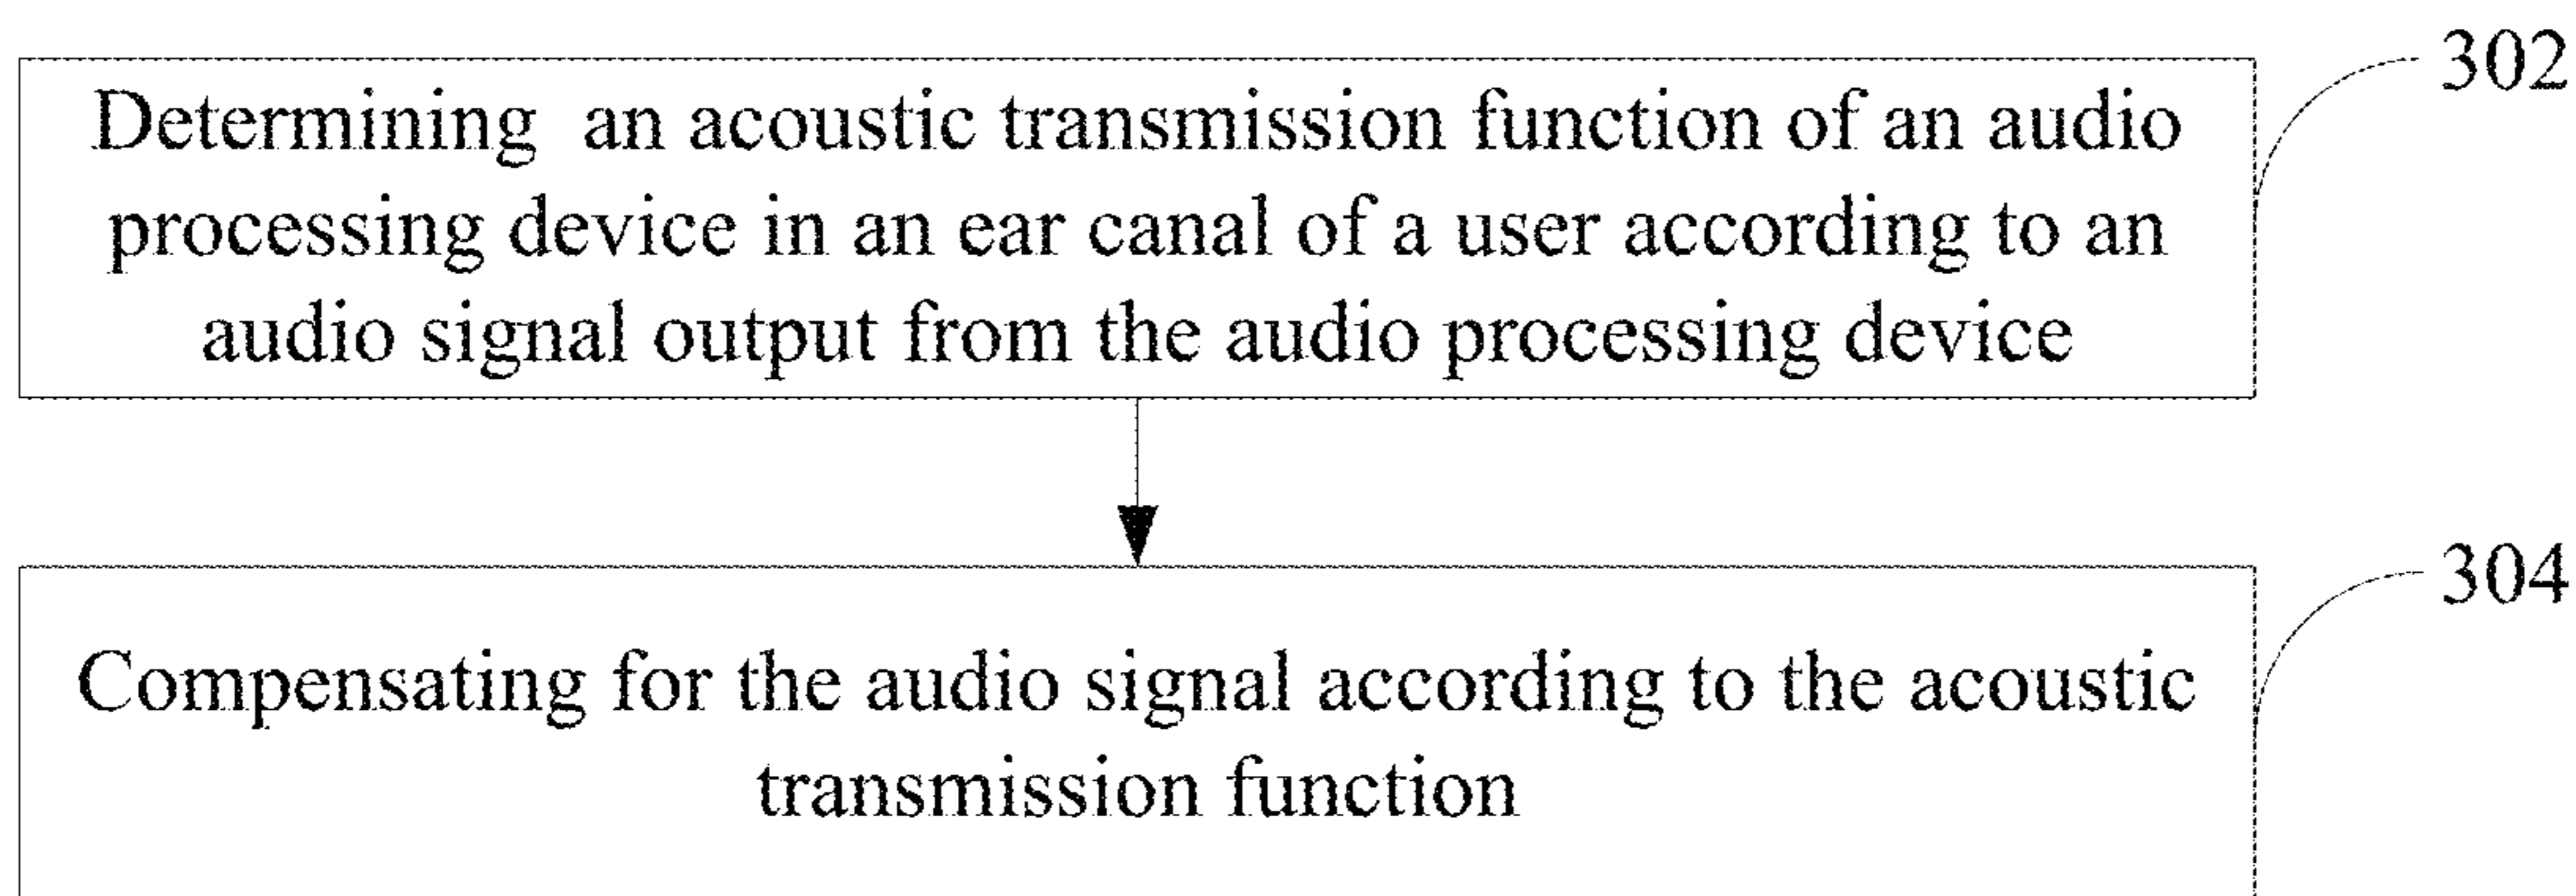 302
Determining an acoustic transmission function of an audio
processing device in an ear canal of a user according to an
audio signal output from the audio processing device
304
Compensating for the audio signal according to the acoustic
transmission function